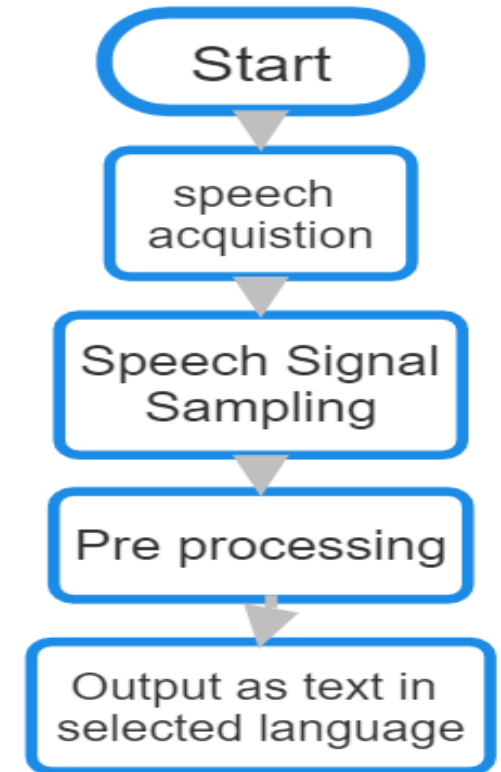 Start
speech
acquistion
Speech Signal
Sampling
Pre processing
Output as text in
selected language